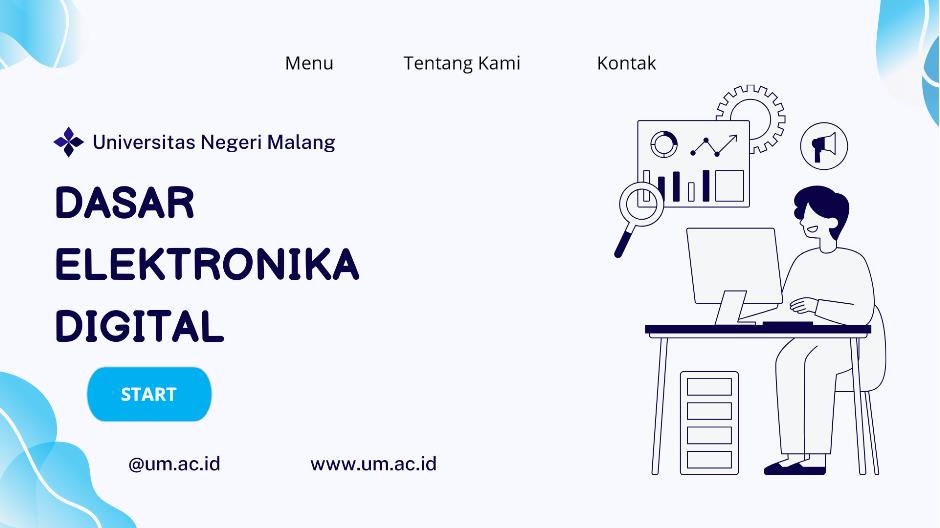 Menu
Tentang Kami
Kontak
Universitas Negeri Malang
DASAR
ELEKTRONIKA
DIGITAL
START
@um.ac.id
www.um.ac.id